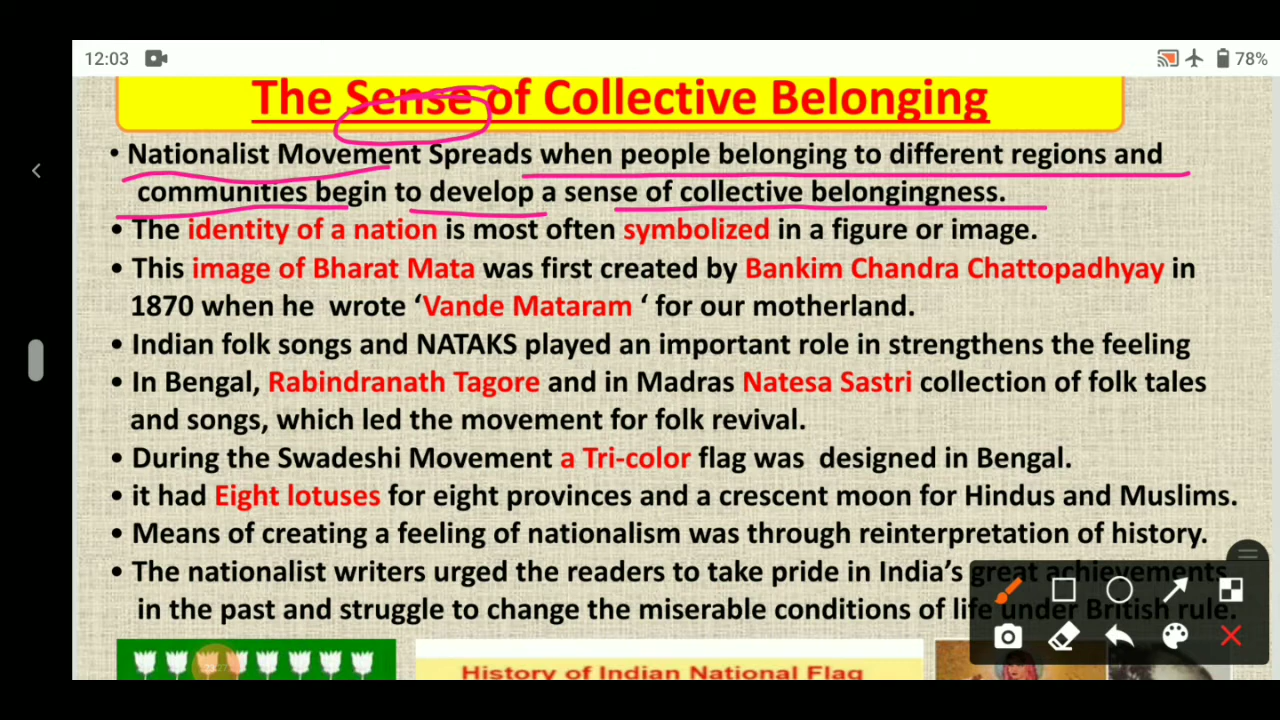 12:03
78%
The Sense of Collective Belonging
• Nationalist Movement Spreads when people belonging to different regions and
communities begin to develop a sense of collective belongingness.
• The identity of a nation is most often symbolized in a figure or image.
• This image of Bharat Mata was first created by Bankim Chandra Chattopadhyay in
1870 when he wrote ‘Vande Mataram ‘ for our motherland.
• Indian folk songs and NATAKS played an important role in strengthens the feeling
• In Bengal, Rabindranath Tagore and in Madras Natesa Sastri collection of folk tales
and songs, which led the movement for folk revival.
• During the Swadeshi Movement a Tri-color flag was designed in Bengal.
• it had Eight lotuses for eight provinces and a crescent moon for Hindus and Muslims.
• Means of creating a feeling of nationalism was through reinterpretation of history.
• The nationalist writers urged the readers to take pride in India’s great achievements
in the past and struggle to change the miserable conditions of life under British rule.
History of Indian National Flag